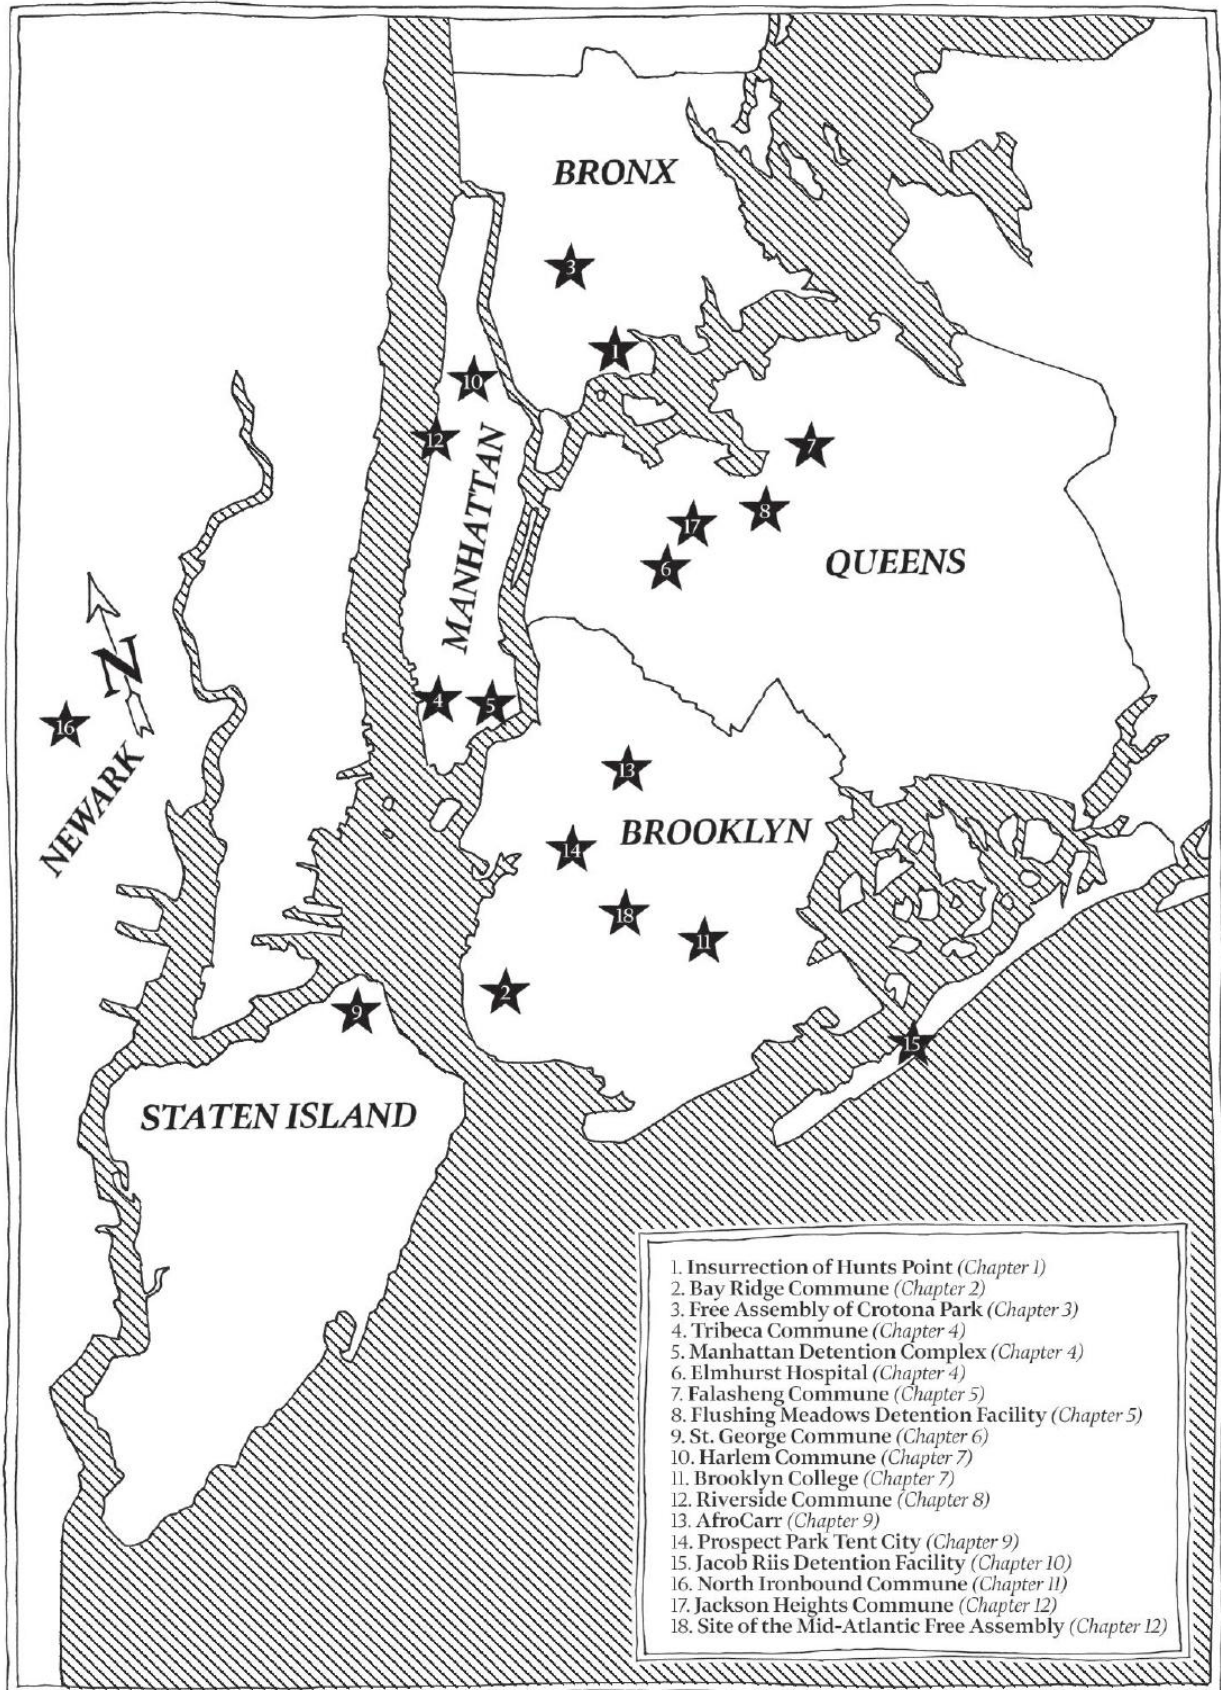 BRONX
3
1
10
12
MANHATTAN
7
8
17
6
QUEENS
N
16
NEWARK
4
5
13
BROOKLYN
14
18
11
2
9
15
STATEN ISLAND
1. Insurrection of Hunts Point (Chapter 1)
2. Bay Ridge Commune (Chapter 2)
3. Free Assembly of Crotona Park (Chapter 3)
4. Tribeca Commune (Chapter 4)
5. Manhattan Detention Complex (Chapter 4)
6. Elmhurst Hospital (Chapter 4)
7. Falasheng Commune (Chapter 5)
8. Flushing Meadows Detention Facility (Chapter 5)
9. St. George Commune (Chapter 6)
10. Harlem Commune (Chapter 7)
11. Brooklyn College (Chapter 7)
12. Riverside Commune (Chapter 8)
13. AfroCarr (Chapter 9)
14. Prospect Park Tent City (Chapter 9)
15. Jacob Riis Detention Facility (Chapter 10)
16. North Ironbound Commune (Chapter 11)
17. Jackson Heights Commune (Chapter 12)
18. Site of the Mid-Atlantic Free Assembly (Chapter 12)